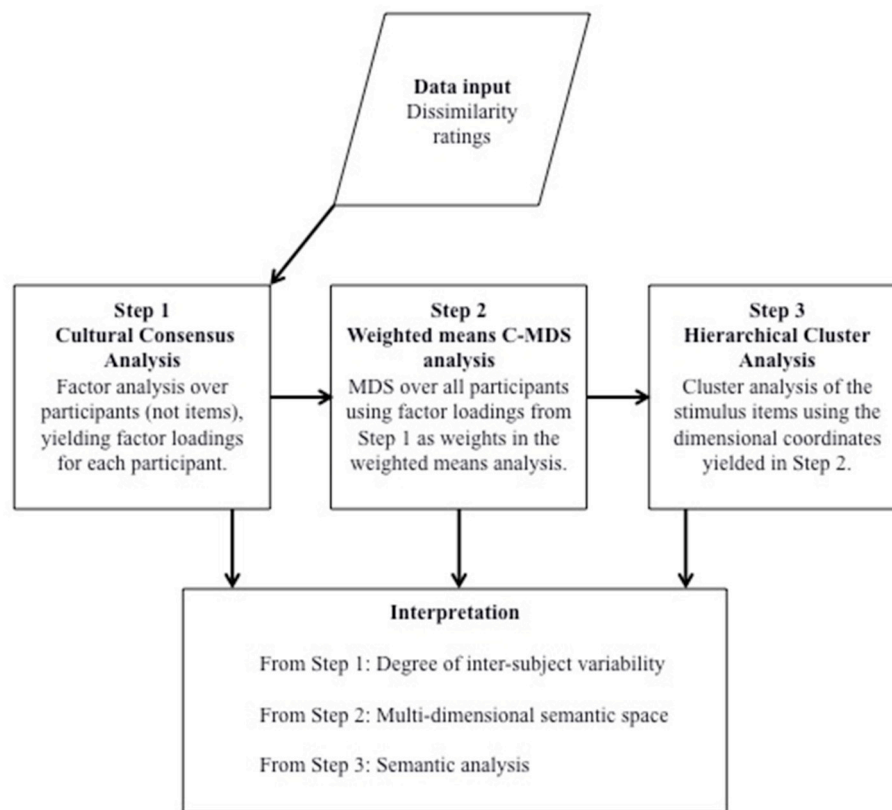 Data input
Dissimilarity
ratings
Step 1
Cultural Consensus
Analysis
Factor analysis over
participants (not items),
yielding factor loadings
for each participant.
Step 2
Weighted means C-MDS
analysis
MDS over all participants
using factor loadings from
Step 1 as weights in the
weighted means analysis.
Step 3
Hierarchical Cluster
Analysis
Cluster analysis of the
stimulus items using the
dimensional coordinates
yielded in Step 2.
Interpretation
From Step 1: Degree of inter-subject variability
From Step 2: Multi-dimensional semantic space
From Step 3: Semantic analysis